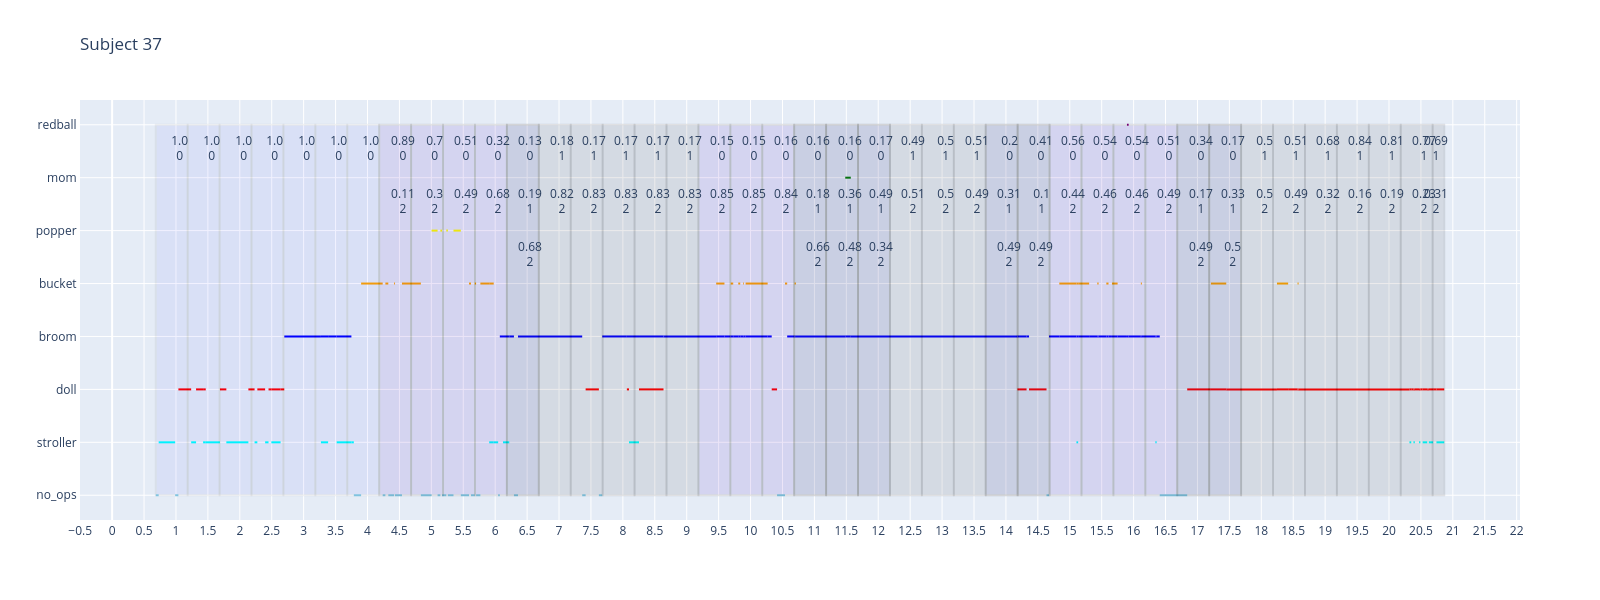 Subject 37
redball
1.0 1.0 1.0 1.0 1.0 1.0 1.0 0.89 0.7 0.51 0.32 0.13 0.18 0.17 0.17 0.17 0.17 0.15 0.15 0.16 0.16 0.16 0.17 0.49 0.5 0.51 0.2 0.41 0.56 0.54 0.54 0.51 0.34 0.17 0.5 0.51 0.68 0.84 0.81 0.77 0.69
0 0 0 0 0 0 0 0 0 0 0 0 1 1 1 1 1 0 0 0 0 0 0 1 1 1 0 0 0 0 0 0 0 0 1 1 1 1 1 1 1
mom
0.11 0.3 0.49 0.68 0.19 0.82 0.83 0.83 0.83 0.83 0.85 0.85 0.84 0.18 0.36 0.49 0.51 0.5 0.49 0.31 0.1 0.44 0.46 0.46 0.49 0.17 0.33 0.5 0.49 0.32 0.16 0.19 0.23 0.31
2 2 2 2 1 2 2 2 2 2 2 2 2 1 1 1 2 2 2 1 1 2 2 2 2 1 1 2 2 2 2 2 2 2
popper
0.68 0.66 0.48 0.34 0.49 0.49 0.49 0.5
2 2 2 2 2 2 2 2
bucket
broom
doll
stroller
no_ops
−0.5 0 0.5 1 1.5 2 2.5 3 3.5 4 4.5 5 5.5 6 6.5 7 7.5 8 8.5 9 9.5 10 10.5 11 11.5 12 12.5 13 13.5 14 14.5 15 15.5 16 16.5 17 17.5 18 18.5 19 19.5 20 20.5 21 21.5 22